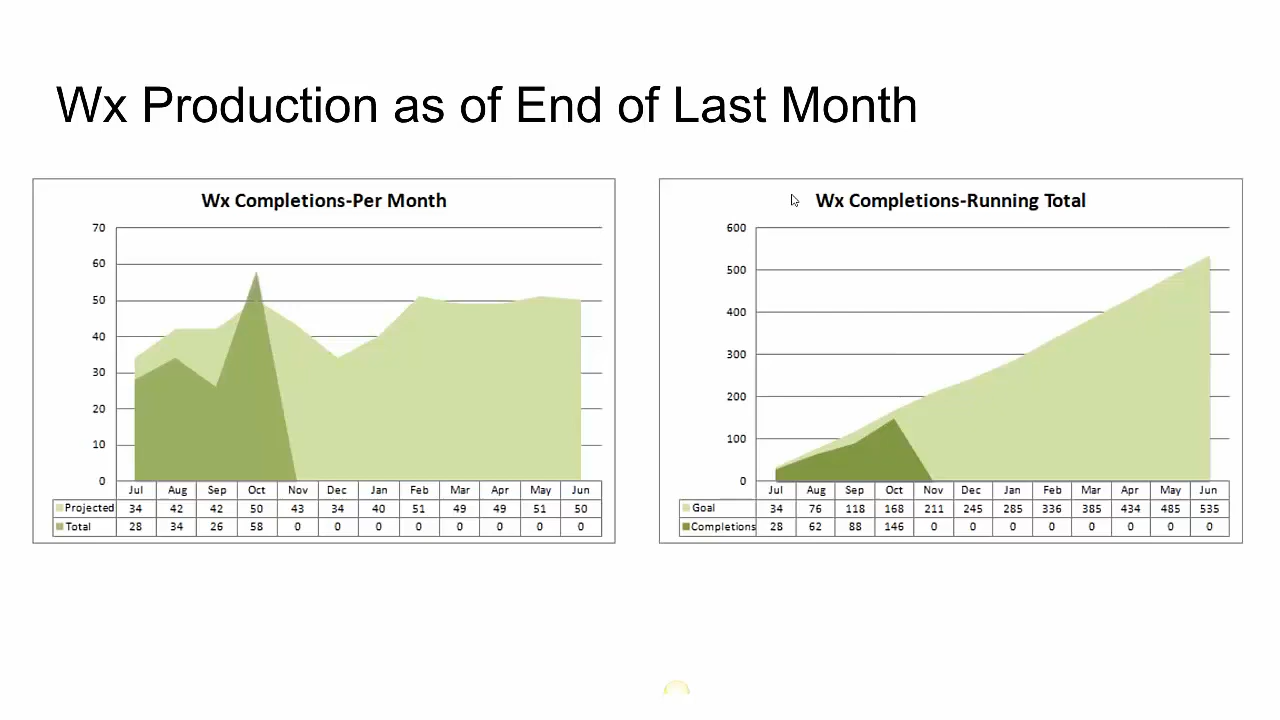 Wx Production as of End of Last Month
Wx Completions-Per Month
70
60
50
40
30
20
10
0
Jul Aug Sep Oct Nov Dec Jan Feb Mar Apr May Jun
Projected 34 42 42 50 43 34 40 51 49 49 51 50
Total 28 34 26 58 0 0 0 0 0 0 0 0
Wx Completions-Running Total
600
500
400
300
200
100
0
Jul Aug Sep Oct Nov Dec Jan Feb Mar Apr May Jun
Goal 34 76 118 168 211 245 285 336 385 434 485 535
Completions 28 62 88 146 0 0 0 0 0 0 0 0